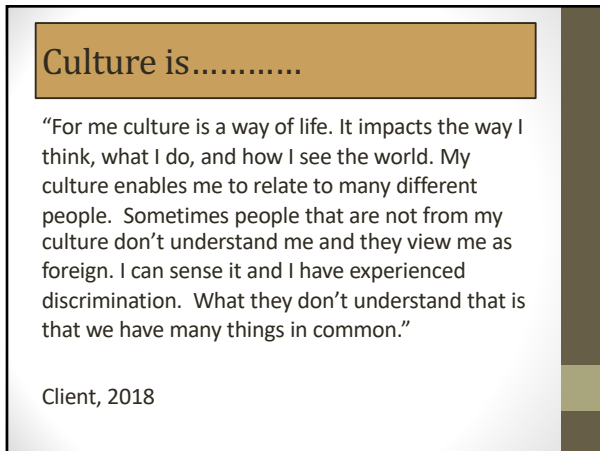 Culture is…………
“For me culture is a way of life. It impacts the way I
think, what I do, and how I see the world. My
culture enables me to relate to many different
people.  Sometimes people that are not from my
culture don’t understand me and they view me as
foreign. I can sense it and I have experienced
discrimination.  What they don’t understand that is
that we have many things in common.”
Client, 2018